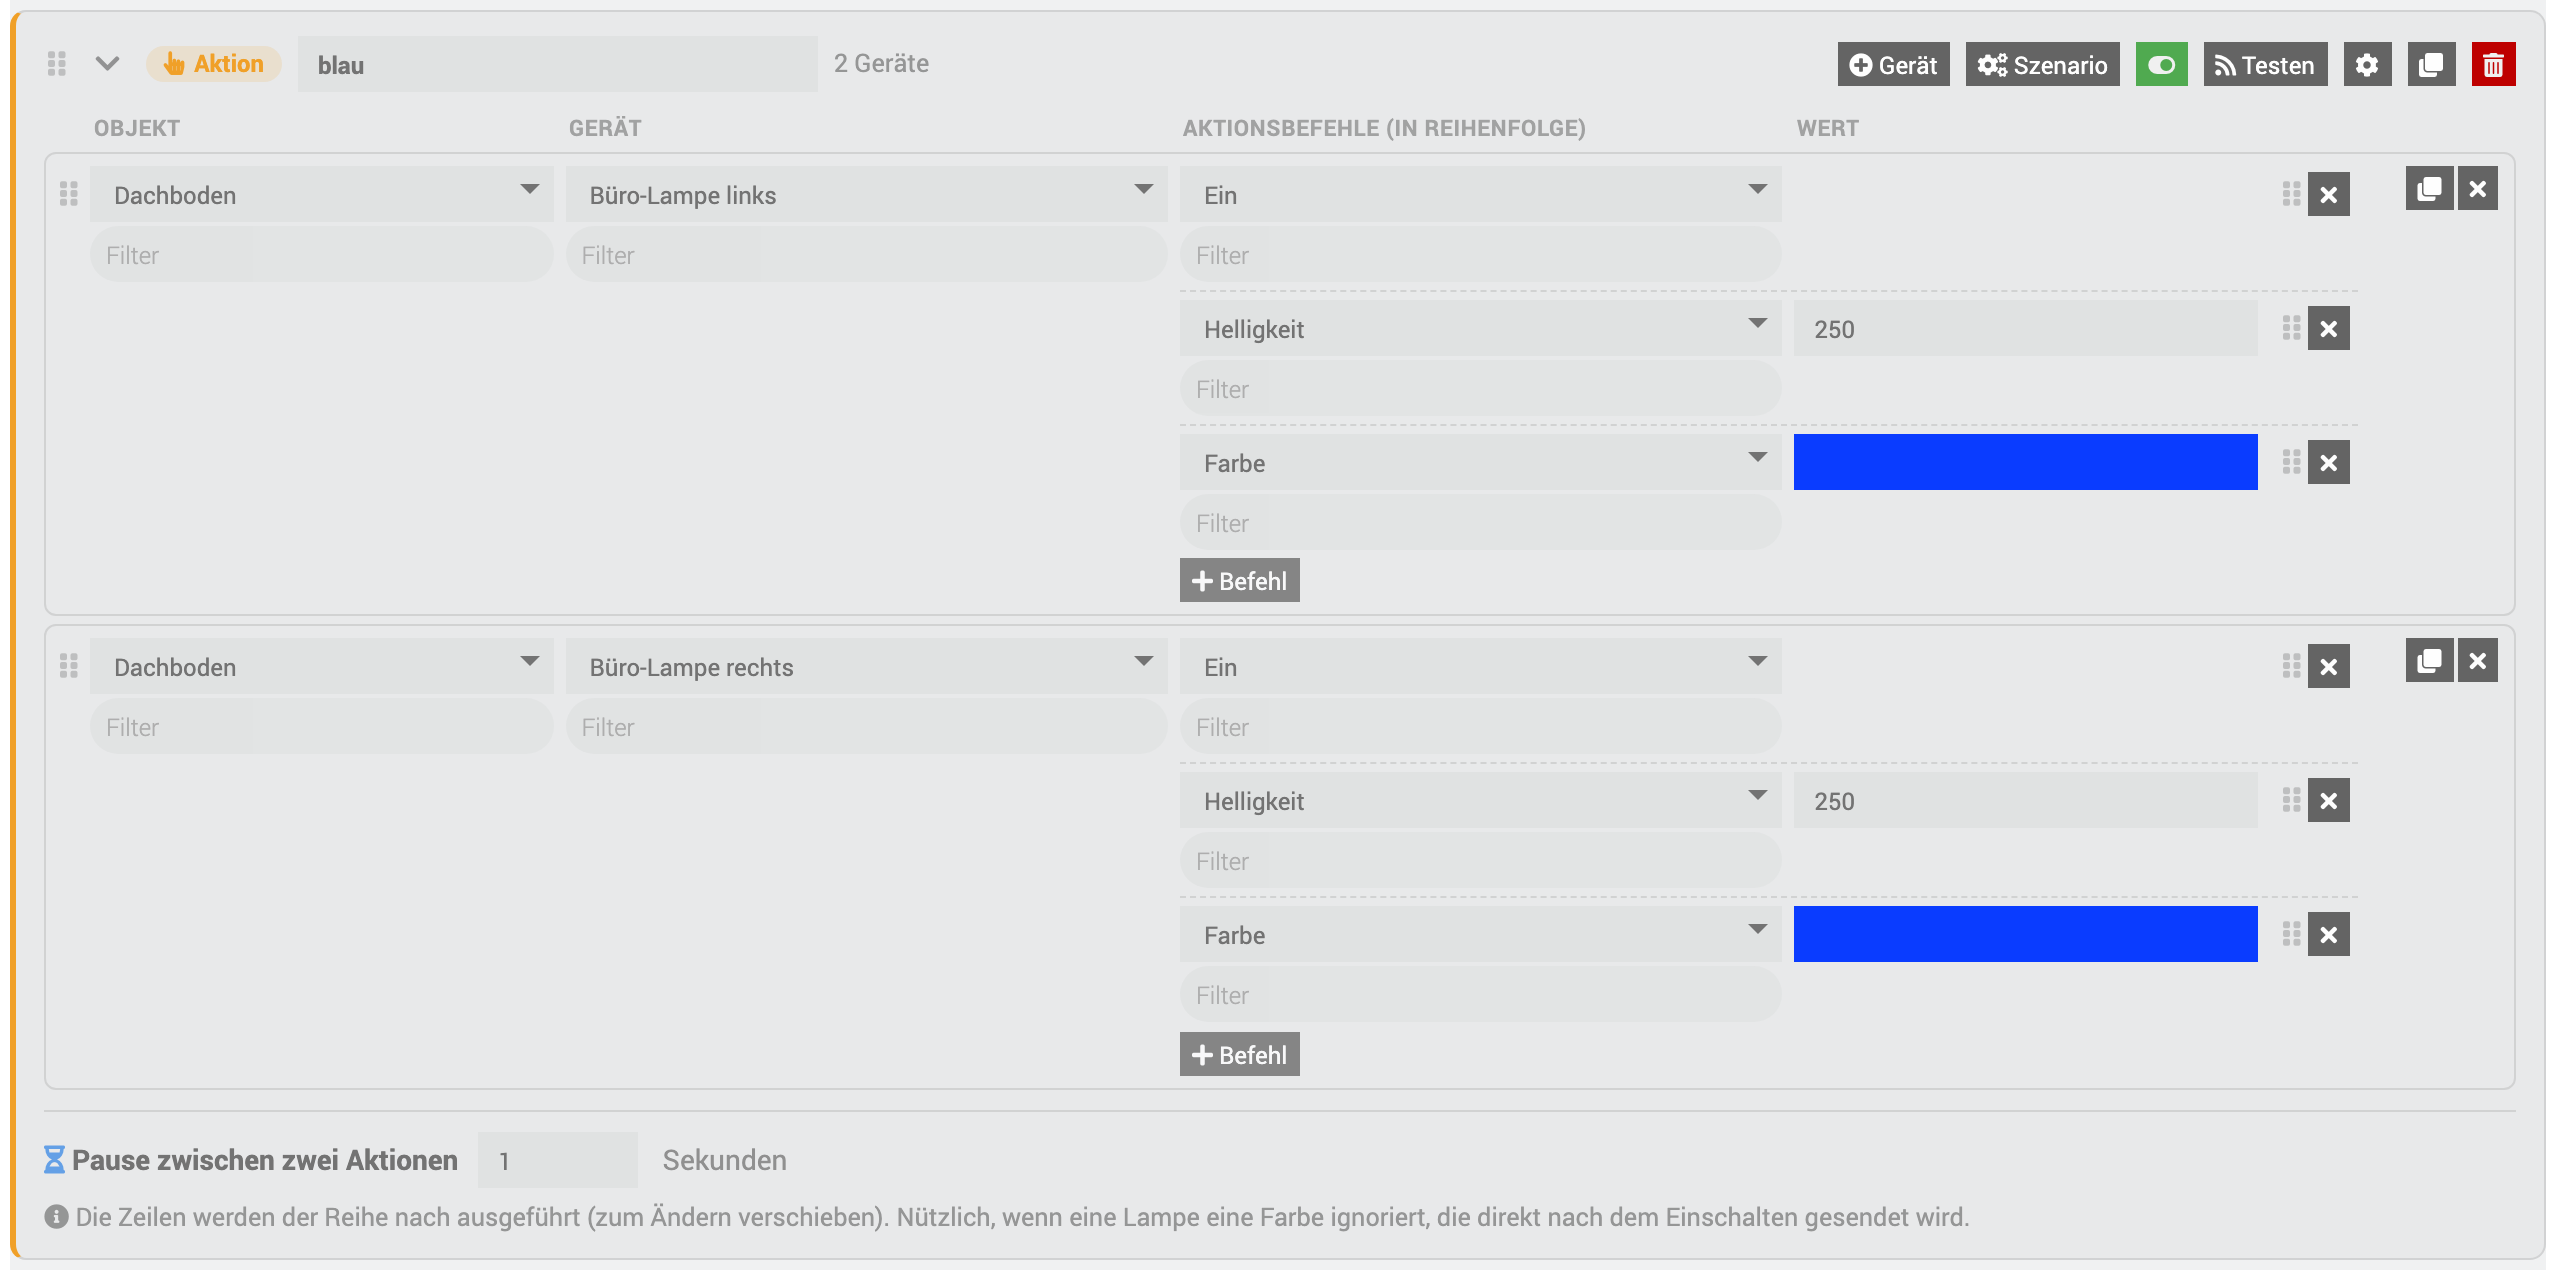 Aktion blau 2 Geräte Gerät Szenario Testen
OBJEKT GERÄT AKTIONSBEFEHLE (IN REIHENFOLGE) WERT
Dachboden Büro-Lampe links Ein
Filter Filter Filter
Helligkeit 250
Filter
Farbe
Filter
Befehl
Dachboden Büro-Lampe rechts Ein
Filter Filter Filter
Helligkeit 250
Filter
Farbe
Filter
Befehl
Pause zwischen zwei Aktionen 1 Sekunden
Die Zeilen werden der Reihe nach ausgeführt (zum Ändern verschieben). Nützlich, wenn eine Lampe eine Farbe ignoriert, die direkt nach dem Einschalten gesendet wird.